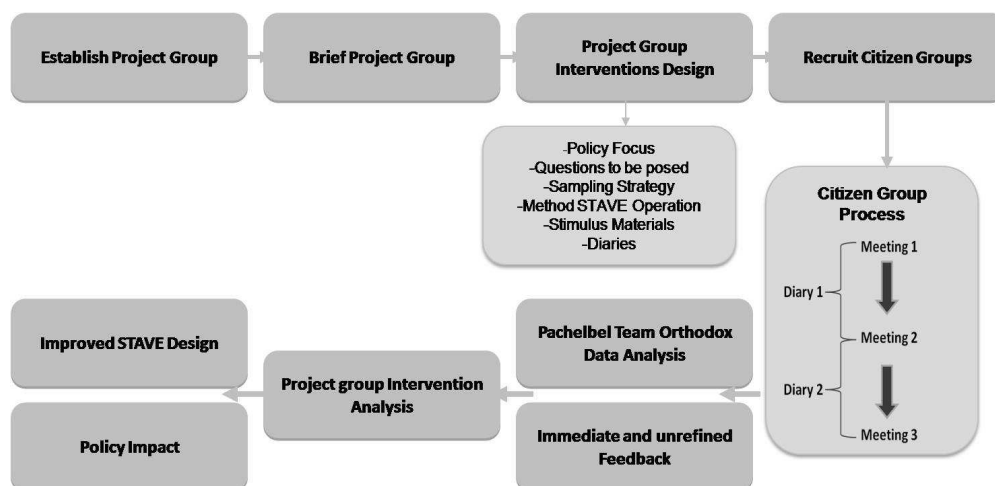 Establish Project Group
Brief Project Group
Project Group
Interventions Design
Recruit Citizen Groups
-Policy Focus
-Questions to be posed
-Sampling Strategy
-Method STAVE Operation
-Stimulus Materials
-Diaries
Citizen Group
Process
Meeting 1
Diary 1
Meeting 2
Diary 2
Meeting 3
Pachelbel Team Orthodox
Data Analysis
Immediate and unrefined
Feedback
Project group Intervention
Analysis
Improved STAVE Design
Policy Impact